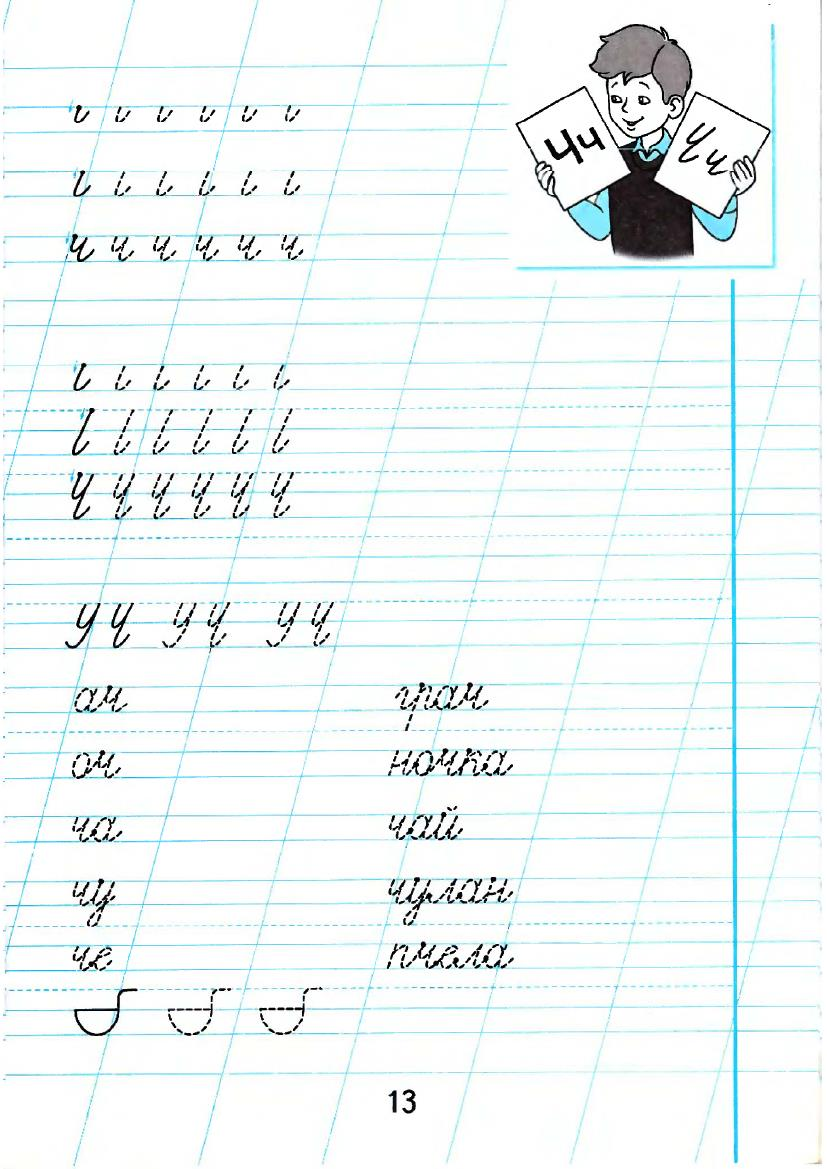 Чч Чч
ч ч ч ч ч ч
Ч Ч Ч Ч Ч Ч
УЧ УЧ УЧ
ач грач
оч ночка
ча чай
чу чулан
че пчела
13